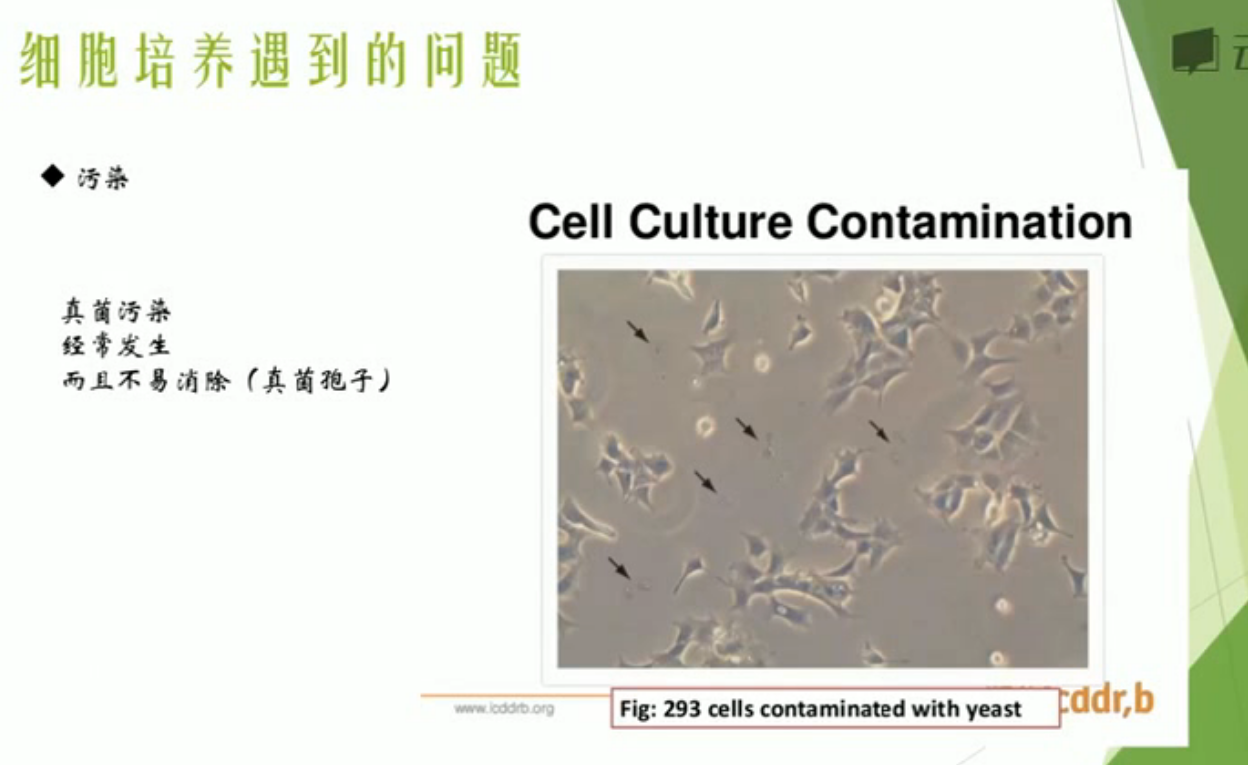 细胞培养遇到的问题
◆ 污染
真菌污染
经常发生
而且不易消除（真菌孢子）
Cell Culture Contamination
www.icddrb.org
Fig: 293 cells contaminated with yeast
icddr,b